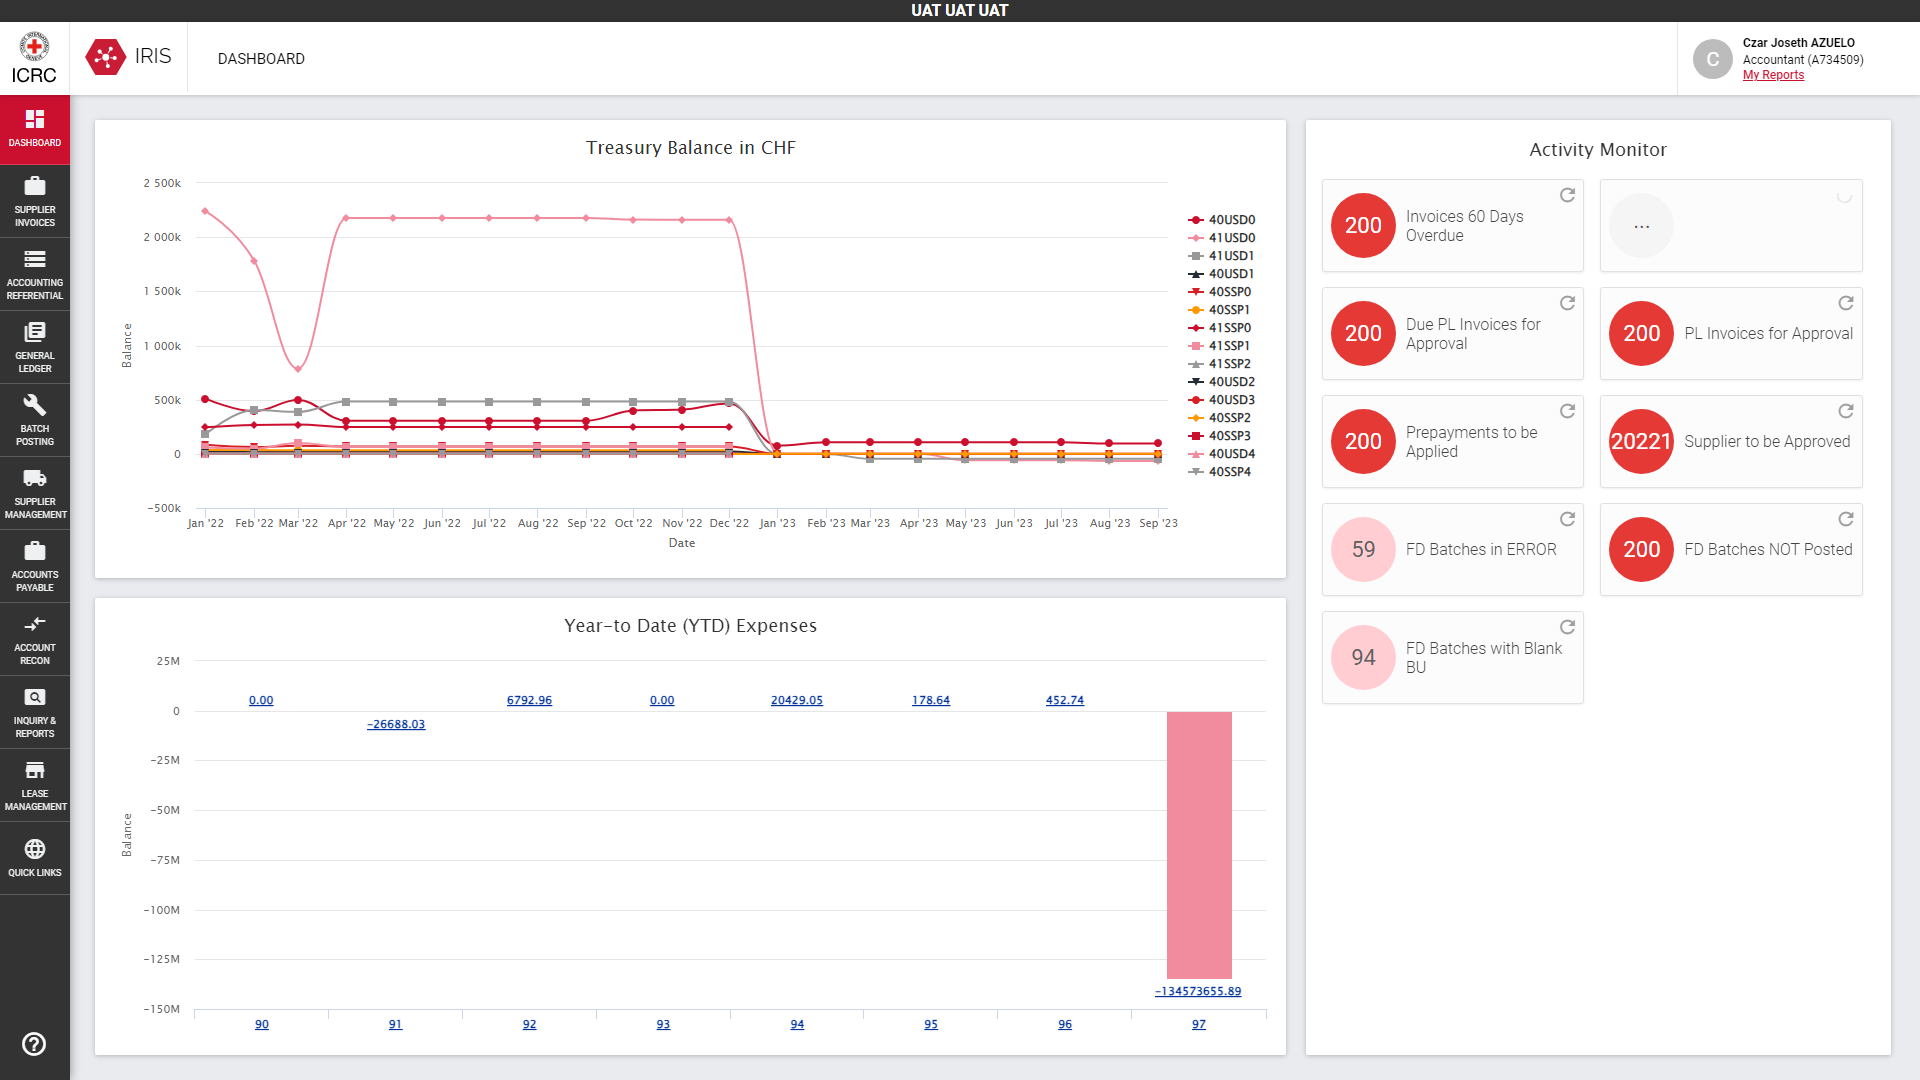 UAT UAT UAT
ICRC
IRIS
DASHBOARD
C
Czar Joseth AZUELO
Accountant (A734509)
My Reports
DASHBOARD
SUPPLIER
INVOICES
ACCOUNTING
REFERENTIAL
GENERAL
LEDGER
BATCH
POSTING
SUPPLIER
MANAGEMENT
ACCOUNTS
PAYABLE
ACCOUNT
RECON
INQUIRY &
REPORTS
LEASE
MANAGEMENT
QUICK LINKS
Treasury Balance in CHF
2 500k
2 000k
1 500k
1 000k
500k
0
-500k
Balance
Jan '22 Feb '22 Mar '22 Apr '22 May '22 Jun '22 Jul '22 Aug '22 Sep '22 Oct '22 Nov '22 Dec '22 Jan '23 Feb '23 Mar '23 Apr '23 May '23 Jun '23 Jul '23 Aug '23 Sep '23
Date
40USD0
41USD0
41USD1
40USD1
40SSP0
40SSP1
41SSP0
41SSP1
41SSP2
40USD2
40USD3
40SSP2
40SSP3
40USD4
40SSP4
Year-to Date (YTD) Expenses
25M
0
-25M
-50M
-75M
-100M
-125M
-150M
Balance
0.00
-26688.03
6792.96
0.00
20429.05
178.64
452.74
-134573655.89
90 91 92 93 94 95 96 97
Activity Monitor
200
Invoices 60 Days
Overdue
...
200
Due PL Invoices for
Approval
200
PL Invoices for Approval
200
Prepayments to be
Applied
20221
Supplier to be Approved
59
FD Batches in ERROR
200
FD Batches NOT Posted
94
FD Batches with Blank
BU